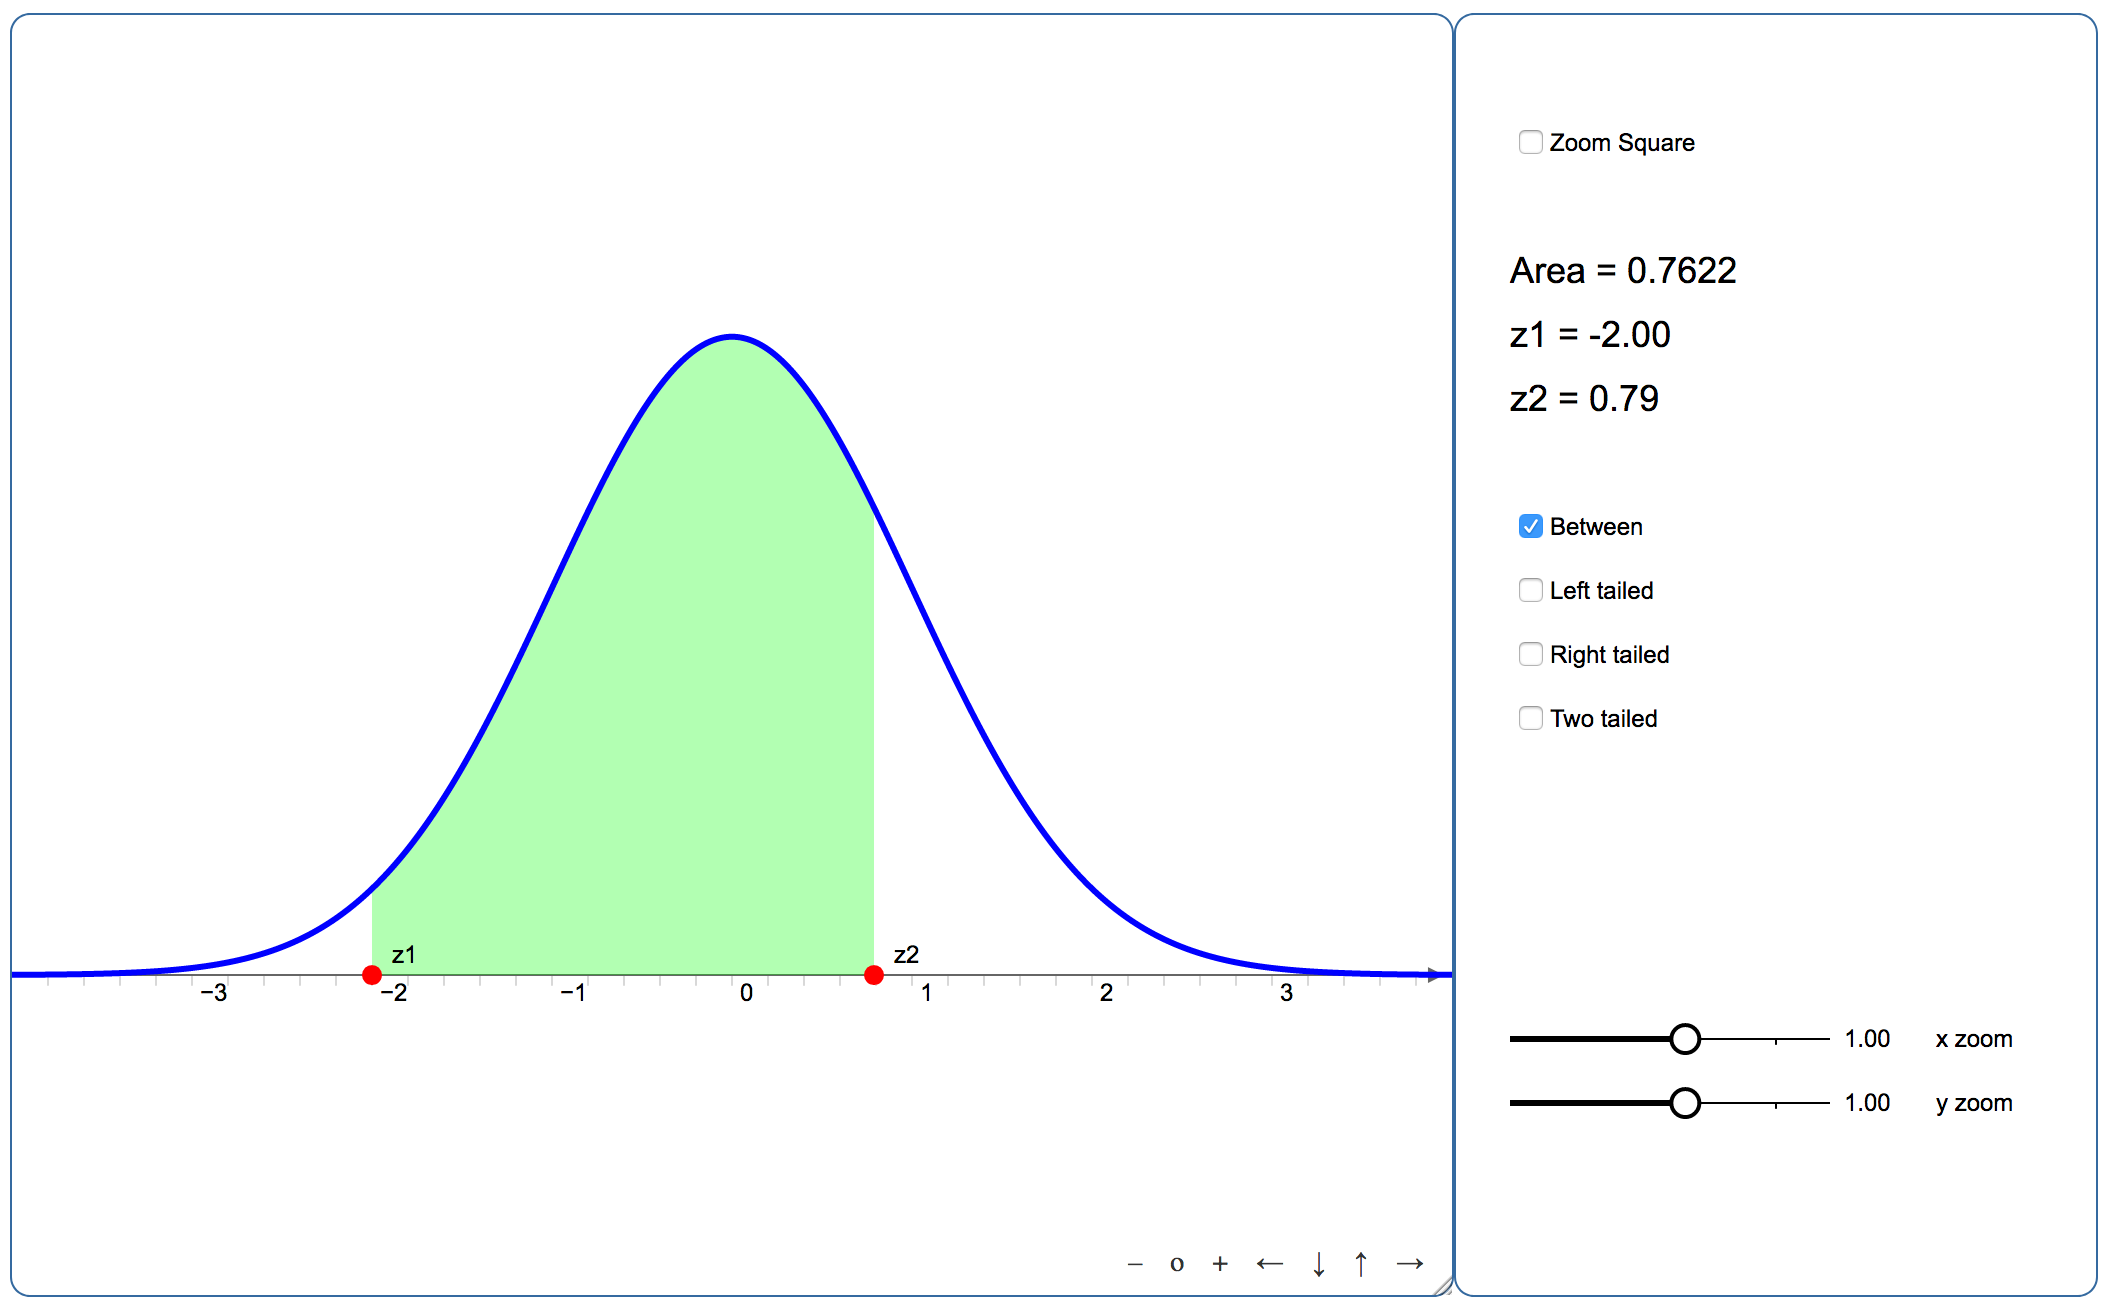 z1
z2
−3 −2 −1 0 1 2 3
− o + ← ↓ ↑ →
Zoom Square
Area = 0.7622
z1 = -2.00
z2 = 0.79
Between
Left tailed
Right tailed
Two tailed
1.00 x zoom
1.00 y zoom